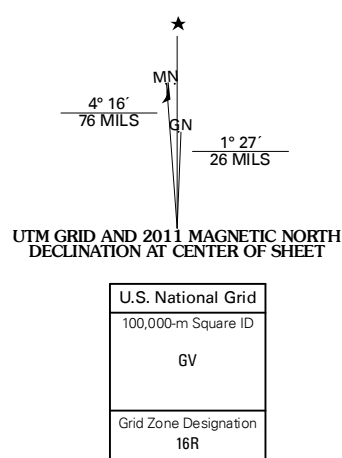 ★
MN
4° 16´
76 MILS
GN
1° 27´
26 MILS
UTM GRID AND 2011 MAGNETIC NORTH
DECLINATION AT CENTER OF SHEET
U.S. National Grid
100,000-m Square ID
GV
Grid Zone Designation
16R